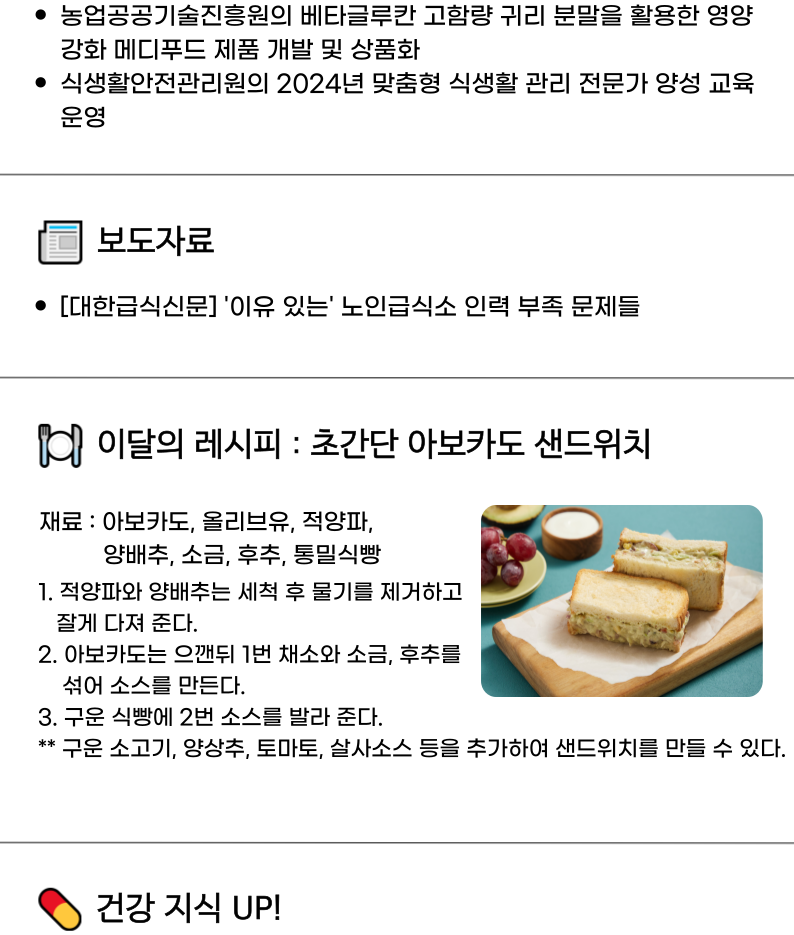 • 농업공공기술진흥원의 베타글루칸 고함량 귀리 분말을 활용한 영양
강화 메디푸드 제품 개발 및 상품화
• 식생활안전관리원의 2024년 맞춤형 식생활 관리 전문가 양성 교육
운영
보도자료
• [대한급식신문] '이유 있는' 노인급식소 인력 부족 문제들
이달의 레시피 : 초간단 아보카도 샌드위치
재료 : 아보카도, 올리브유, 적양파,
양배추, 소금, 후추, 통밀식빵
1. 적양파와 양배추는 세척 후 물기를 제거하고
잘게 다져 준다.
2. 아보카도는 으깬뒤 1번 채소와 소금, 후추를
섞어 소스를 만든다.
3. 구운 식빵에 2번 소스를 발라 준다.
** 구운 소고기, 양상추, 토마토, 살사소스 등을 추가하여 샌드위치를 만들 수 있다.
건강 지식 UP!